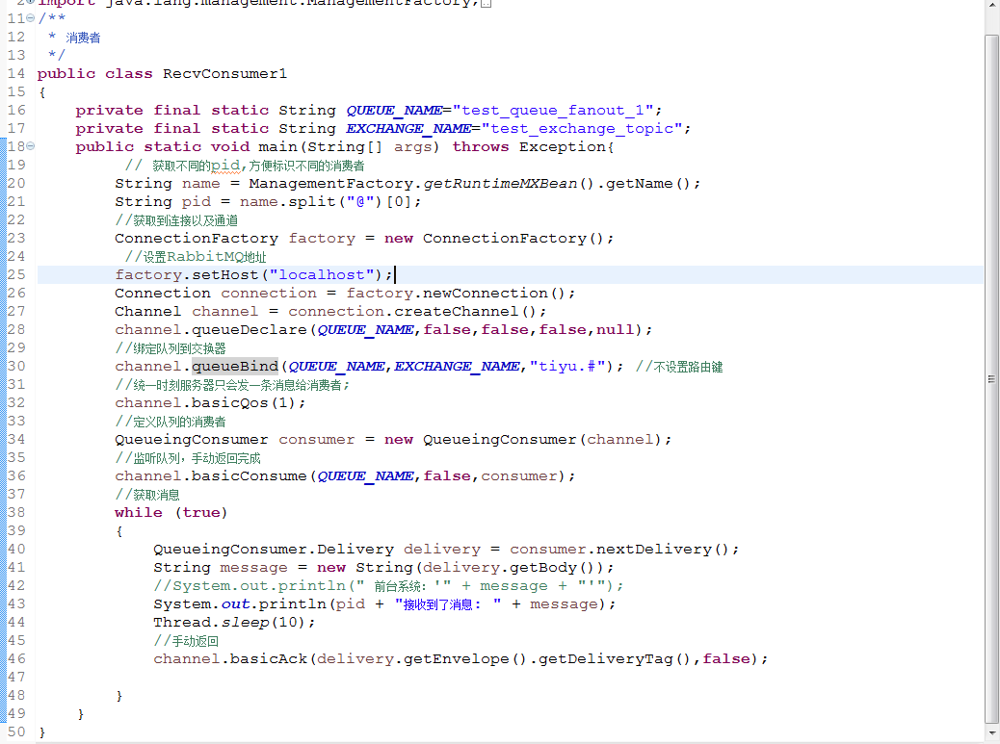 import java.lang.management.ManagementFactory;
11 /**
12 * 消费者
13 */
14 public class RecvConsumer1
15 {
16 private final static String QUEUE_NAME="test_queue_fanout_1";
17 private final static String EXCHANGE_NAME="test_exchange_topic";
18 public static void main(String[] args) throws Exception{
19 // 获取不同的pid,方便标识不同的消费者
20 String name = ManagementFactory.getRuntimeMXBean().getName();
21 String pid = name.split("@")[0];
22 //获取到连接以及通道
23 ConnectionFactory factory = new ConnectionFactory();
24 //设置RabbitMQ地址
25 factory.setHost("localhost");
26 Connection connection = factory.newConnection();
27 Channel channel = connection.createChannel();
28 channel.queueDeclare(QUEUE_NAME,false,false,false,null);
29 //绑定队列到交换器
30 channel.queueBind(QUEUE_NAME,EXCHANGE_NAME,"tiyu.#"); //不设置路由键
31 //统一时刻服务器只会发一条消息给消费者;
32 channel.basicQos(1);
33 //定义队列的消费者
34 QueueingConsumer consumer = new QueueingConsumer(channel);
35 //监听队列，手动返回完成
36 channel.basicConsume(QUEUE_NAME,false,consumer);
37 //获取消息
38 while (true)
39 {
40 QueueingConsumer.Delivery delivery = consumer.nextDelivery();
41 String message = new String(delivery.getBody());
42 //System.out.println(" 前台系统：'" + message + "'");
43 System.out.println(pid + "接收到了消息： " + message);
44 Thread.sleep(10);
45 //手动返回
46 channel.basicAck(delivery.getEnvelope().getDeliveryTag(),false);
47
48 }
49 }
50 }